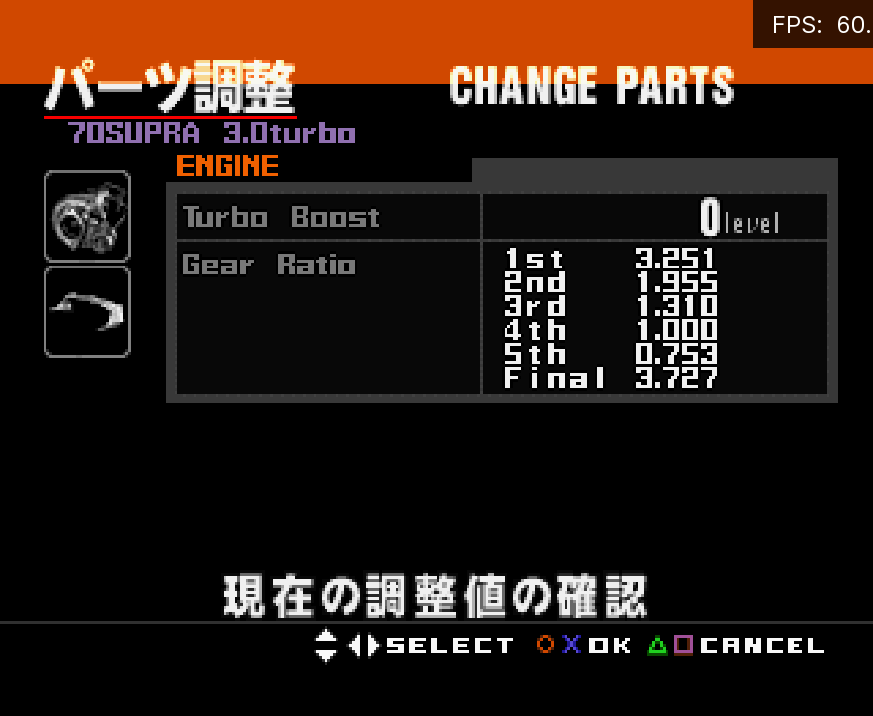 FPS: 60.
パーツ調整 CHANGE PARTS
70SUPRA 3.0turbo
ENGINE
Turbo Boost 0level
Gear Ratio 1st 3.251
2nd 1.955
3rd 1.310
4th 1.000
5th 0.753
Final 3.727
現在の調整値の確認
SELECT OK CANCEL